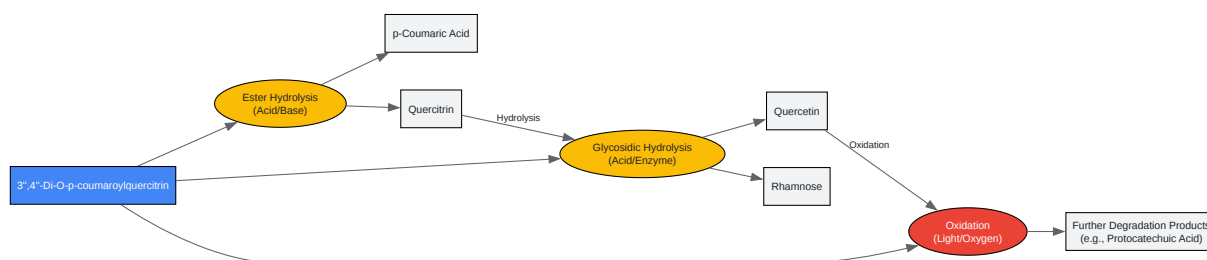 p-Coumaric Acid
Ester Hydrolysis
(Acid/Base)
Quercitrin
Hydrolysis
Quercetin
Glycosidic Hydrolysis
(Acid/Enzyme)
Oxidation
3'',4''-Di-O-p-coumaroylquercitrin
Rhamnose
Oxidation
(Light/Oxygen)
Further Degradation Products
(e.g., Protocatechuic Acid)